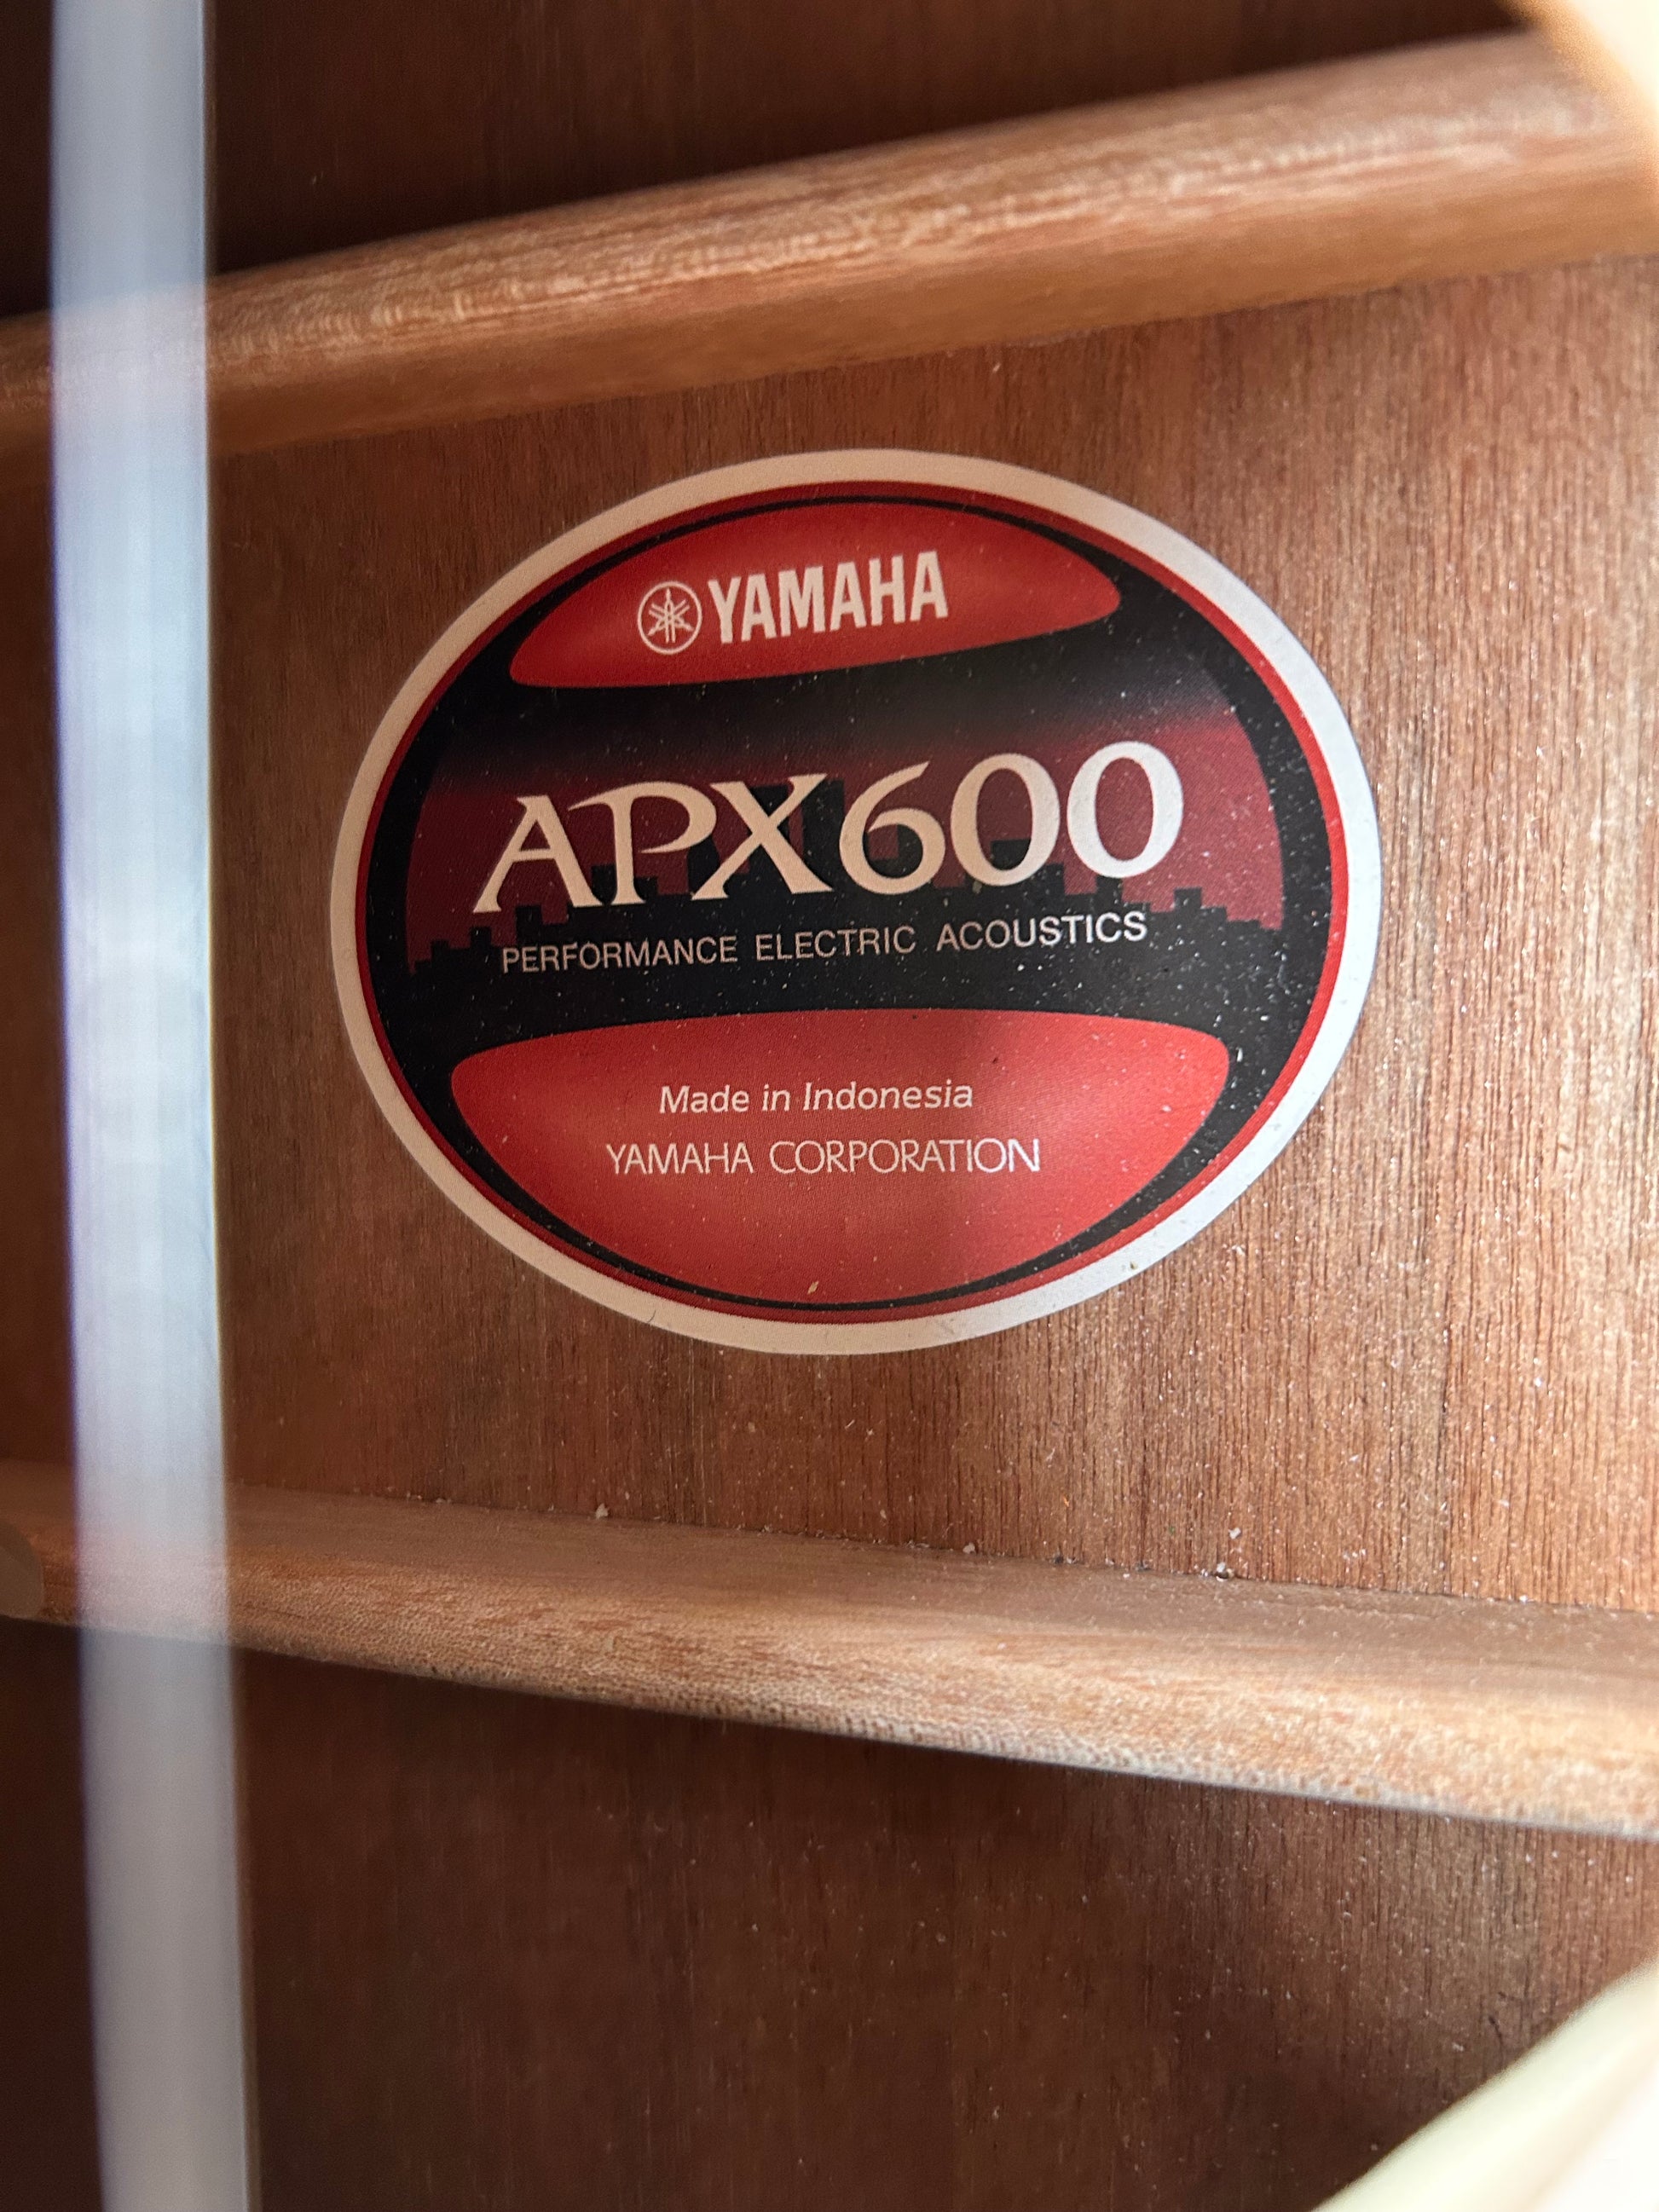 YAMAHA
APX600
PERFORMANCE ELECTRIC ACOUSTICS
Made in Indonesia
YAMAHA CORPORATION